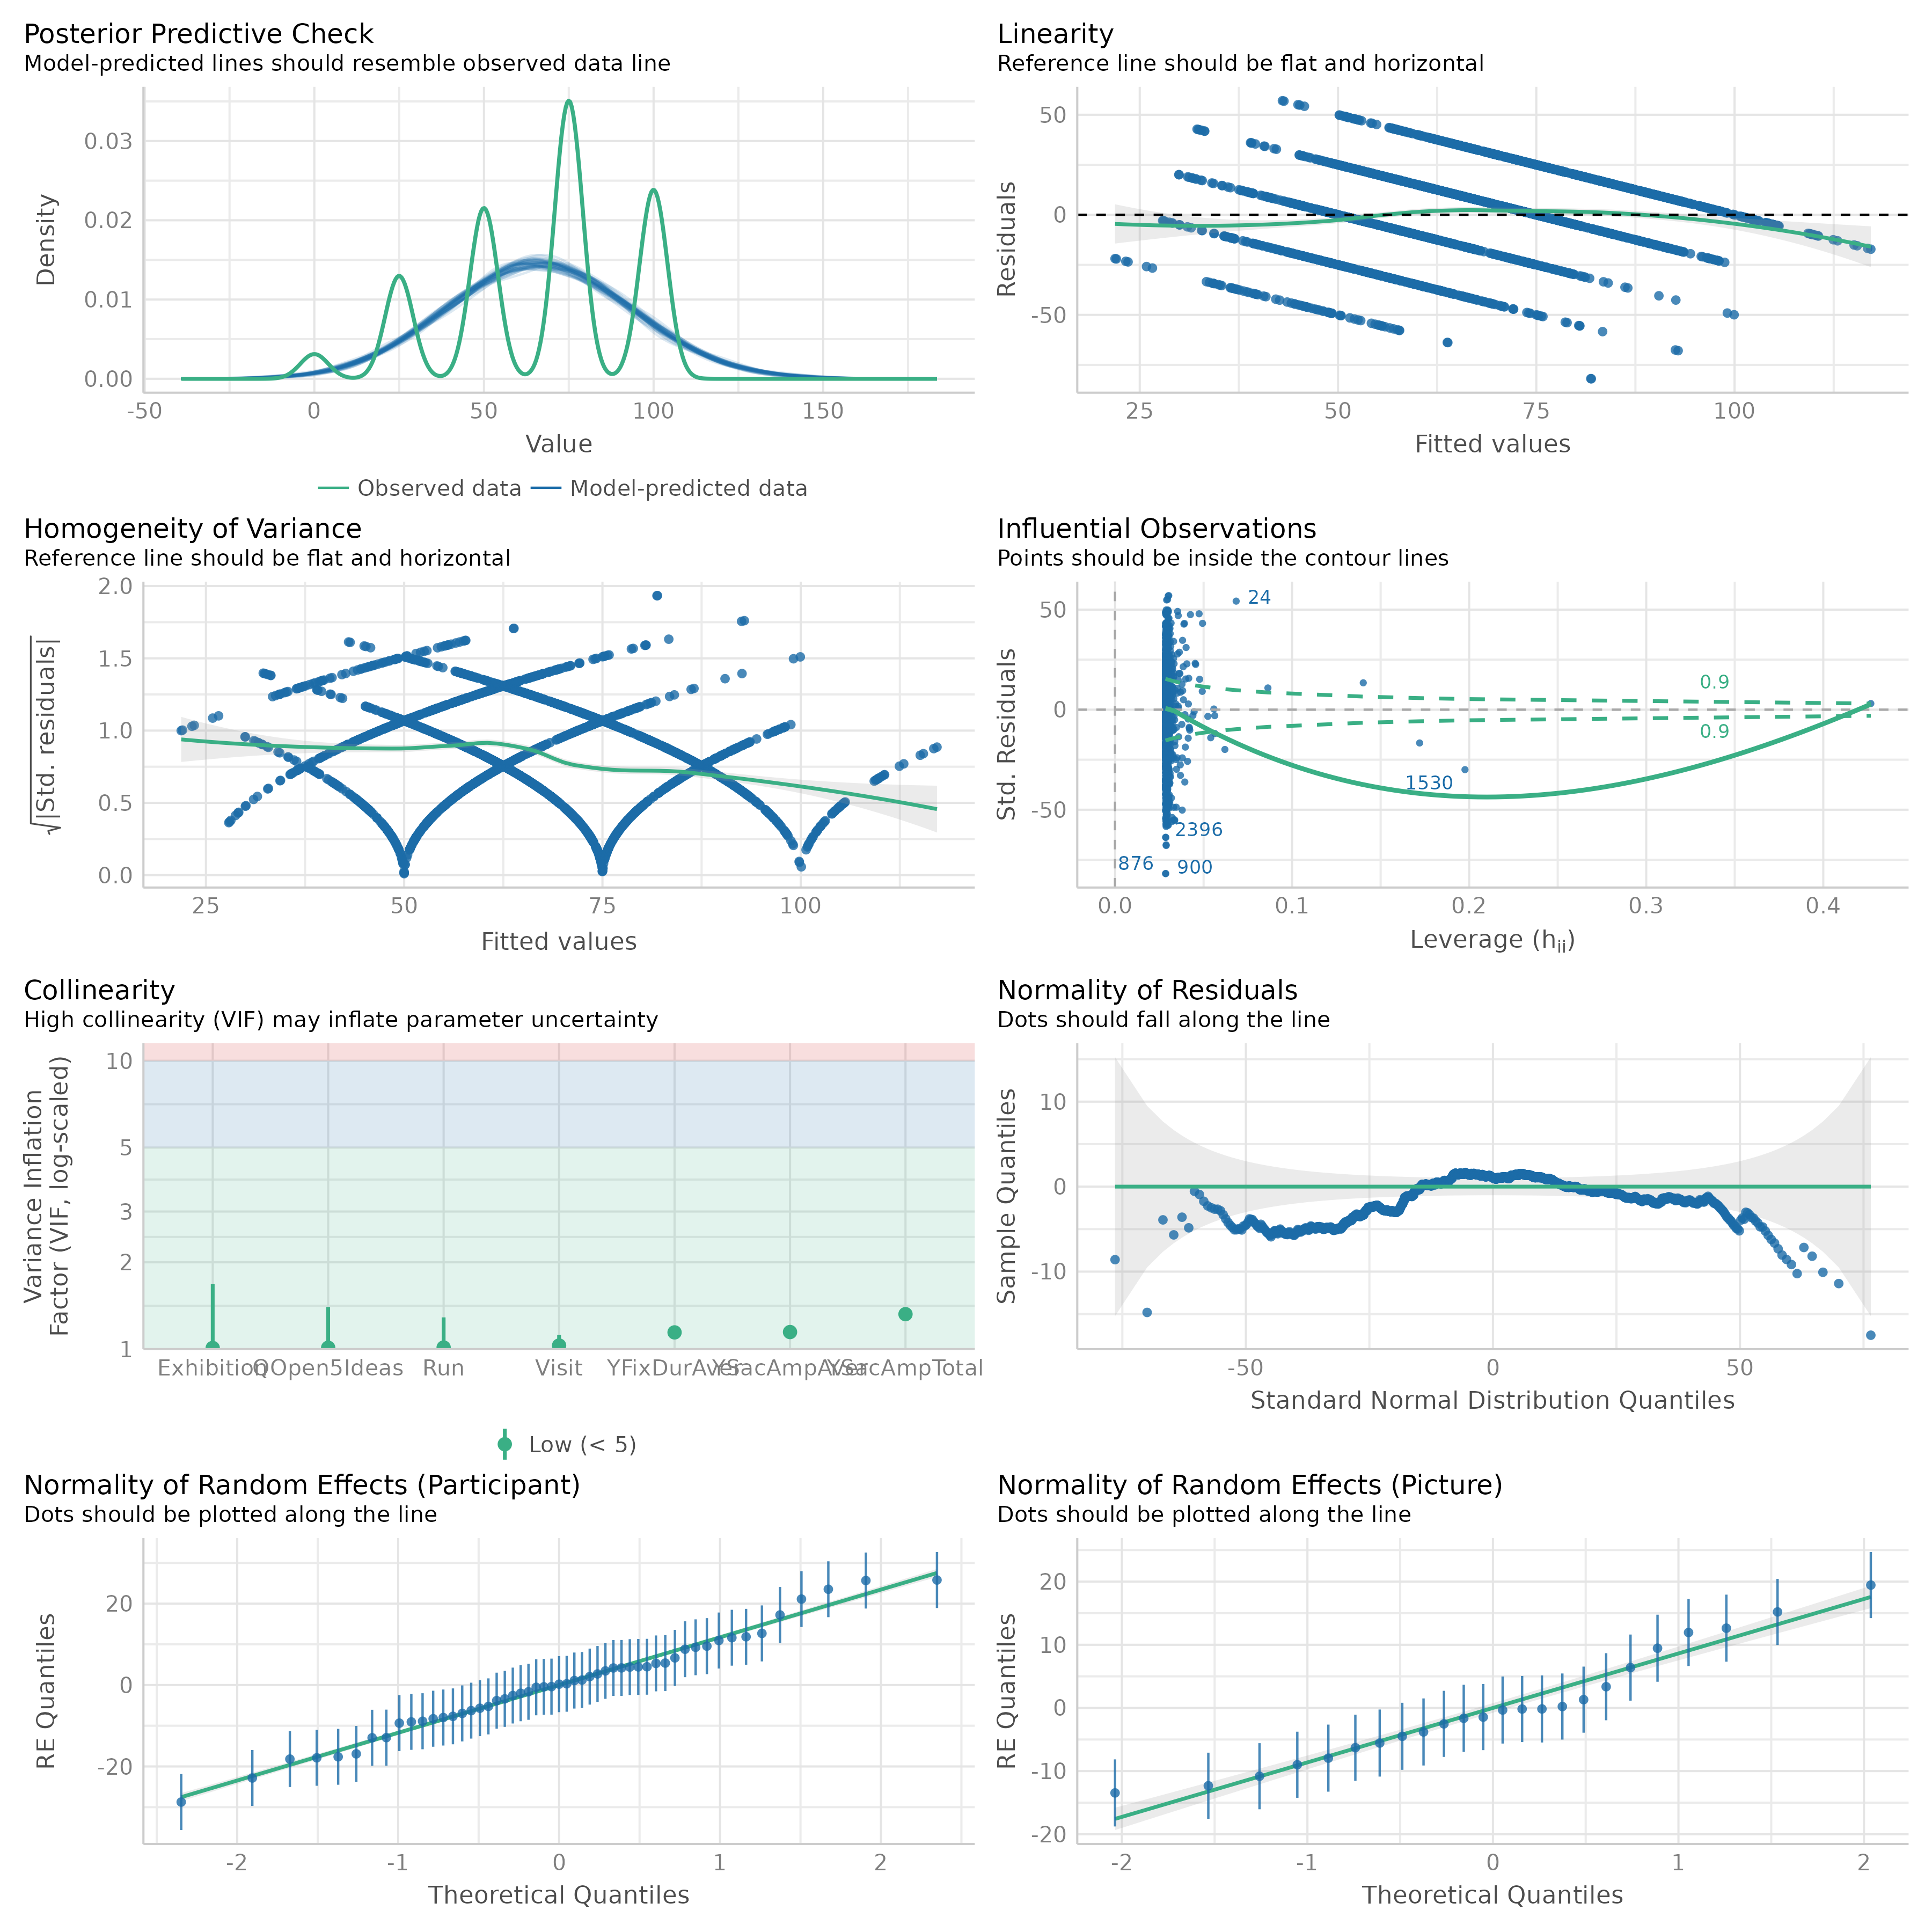 Posterior Predictive Check
Model-predicted lines should resemble observed data line
Density
0.03
0.02
0.01
0.00
-50 0 50 100 150
Value
Observed data Model-predicted data
Linearity
Reference line should be flat and horizontal
Residuals
50
0
-50
25 50 75 100
Fitted values
Homogeneity of Variance
Reference line should be flat and horizontal
√|Std. residuals|
2.0
1.5
1.0
0.5
0.0
25 50 75 100
Fitted values
Influential Observations
Points should be inside the contour lines
Std. Residuals
50
0
-50
24
0.9
0.9
1530
2396
876 900
0.0 0.1 0.2 0.3 0.4
Leverage (hii)
Collinearity
High collinearity (VIF) may inflate parameter uncertainty
Variance Inflation
Factor (VIF, log-scaled)
10
5
3
2
1
Exhibition QOpen5Ideas Run Visit YFixDurAver YSacAmpAver YSacAmpTotal
Low (< 5)
Normality of Residuals
Dots should fall along the line
Sample Quantiles
10
0
-10
-50 0 50
Standard Normal Distribution Quantiles
Normality of Random Effects (Participant)
Dots should be plotted along the line
RE Quantiles
20
0
-20
-2 -1 0 1 2
Theoretical Quantiles
Normality of Random Effects (Picture)
Dots should be plotted along the line
RE Quantiles
20
10
0
-10
-20
-2 -1 0 1 2
Theoretical Quantiles